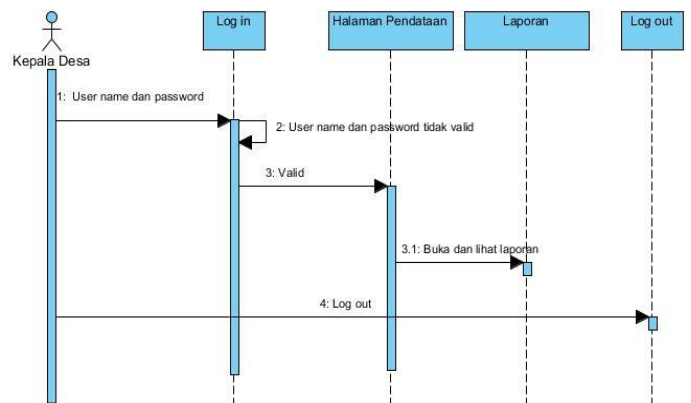 Log in
Halaman Pendataan
Laporan
Log out
Kepala Desa
1: User name dan password
2: User name dan password tidak valid
3: Valid
3.1: Buka dan lihat laporan
4: Log out